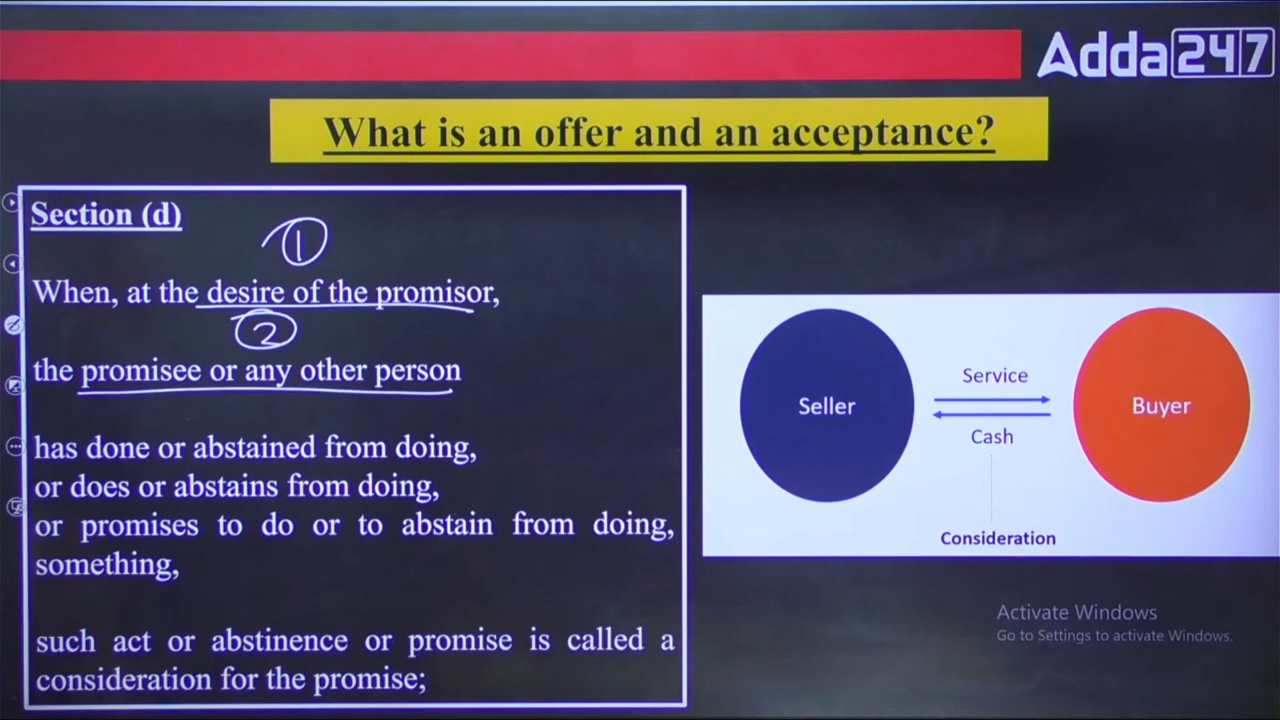 Adda247
What is an offer and an acceptance?
Section (d)
1
When, at the desire of the promisor,
2
the promisee or any other person
has done or abstained from doing,
or does or abstains from doing,
or promises to do or to abstain from doing,
something,
such act or abstinence or promise is called a
consideration for the promise;
Seller
Service
Cash
Buyer
Consideration
Activate Windows
Go to Settings to activate Windows.